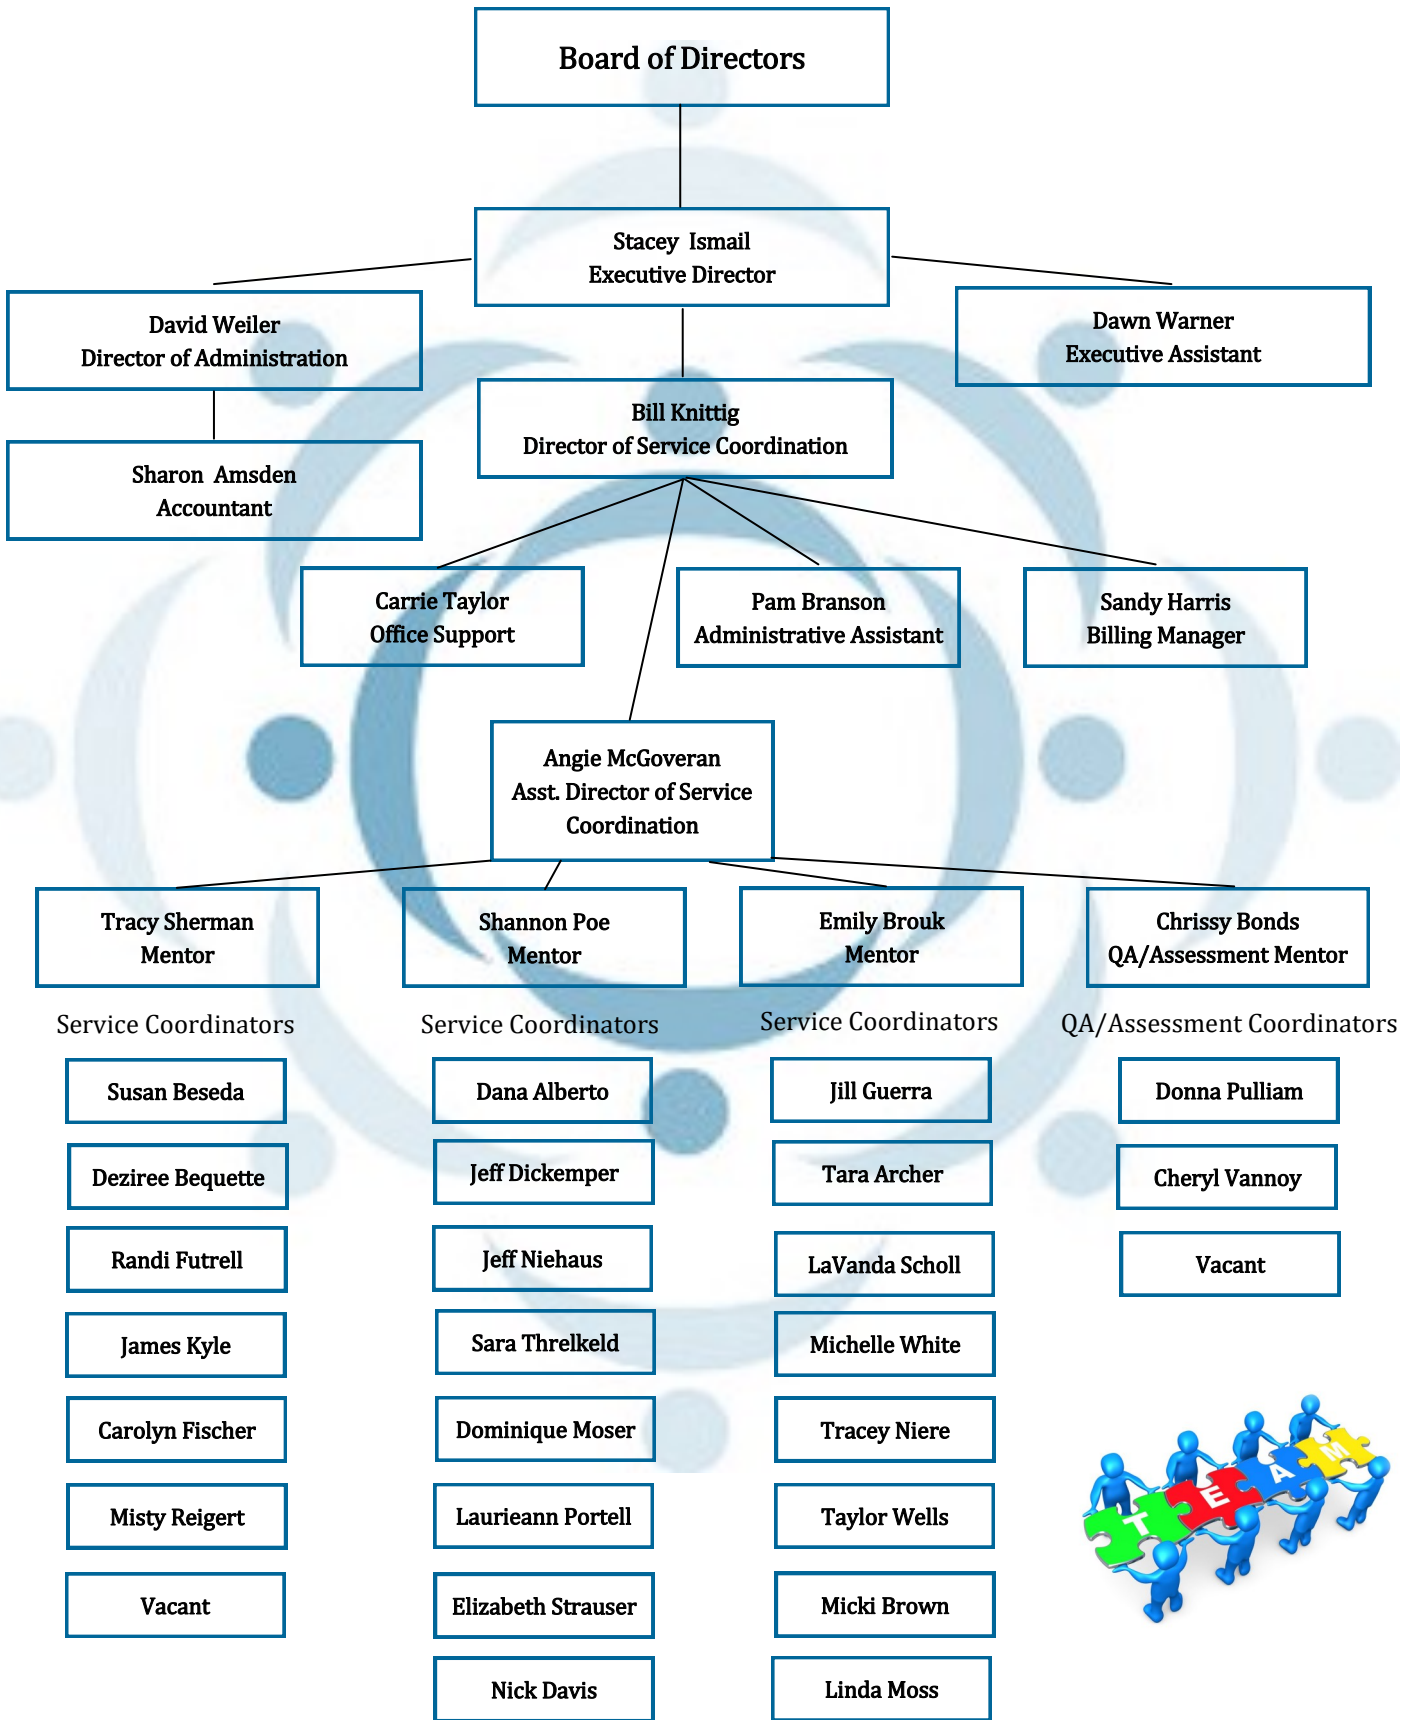 Board of Directors
Stacey Ismail
Executive Director
David Weiler
Director of Administration
Dawn Warner
Executive Assistant
Bill Knittig
Director of Service Coordination
Sharon Amsden
Accountant
Carrie Taylor
Office Support
Pam Branson
Administrative Assistant
Sandy Harris
Billing Manager
Angie McGoveran
Asst. Director of Service
Coordination
Tracy Sherman
Mentor
Shannon Poe
Mentor
Emily Brouk
Mentor
Chrissy Bonds
QA/Assessment Mentor
Service Coordinators
Susan Beseda
Deziree Bequette
Randi Futrell
James Kyle
Carolyn Fischer
Misty Reigert
Vacant
Service Coordinators
Dana Alberto
Jeff Dickemper
Jeff Niehaus
Sara Threlkeld
Dominique Moser
Laurieann Portell
Elizabeth Strauser
Nick Davis
Service Coordinators
Jill Guerra
Tara Archer
LaVanda Scholl
Michelle White
Tracey Niere
Taylor Wells
Micki Brown
Linda Moss
QA/Assessment Coordinators
Donna Pulliam
Cheryl Vannoy
Vacant
TEAM